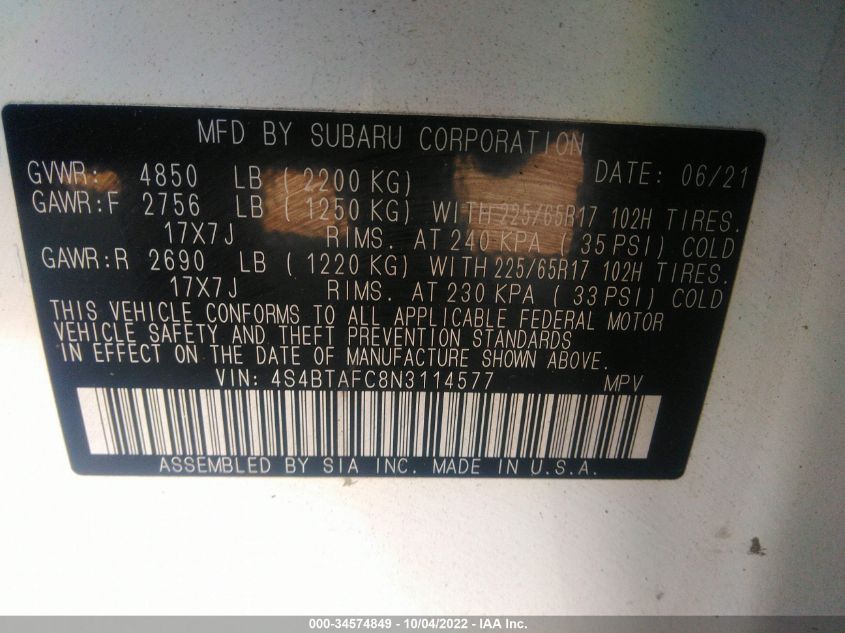 MFD BY SUBARU CORPORATION
GVWR: 4850 LB ( 2200 KG) DATE: 06/21
GAWR:F 2756 LB ( 1250 KG) WITH 225/65R17 102H TIRES.
17X7J RIMS. AT 240 KPA ( 35 PSI) COLD
GAWR:R 2690 LB ( 1220 KG) WITH 225/65R17 102H TIRES.
17X7J RIMS. AT 230 KPA ( 33 PSI) COLD
THIS VEHICLE CONFORMS TO ALL APPLICABLE FEDERAL MOTOR
VEHICLE SAFETY AND THEFT PREVENTION STANDARDS
IN EFFECT ON THE DATE OF MANUFACTURE SHOWN ABOVE.
VIN: 4S4BTAFC8N3114577 MPV
ASSEMBLED BY SIA INC. MADE IN U.S.A.
000-34574849 - 10/04/2022 - IAA Inc.